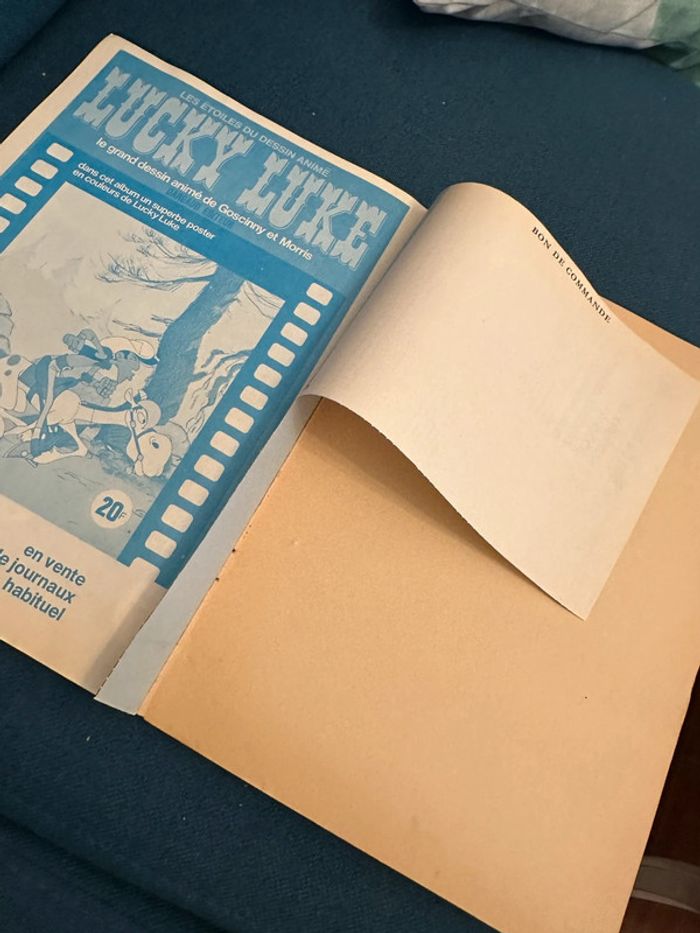 LES ÉTOILES DU DESSIN ANIMÉ
LUCKY LUKE
le grand dessin animé de Goscinny et Morris
dans cet album un superbe poster
en couleurs de Lucky Luke
20F
en vente
journaux
habituel
BON DE COMMANDE